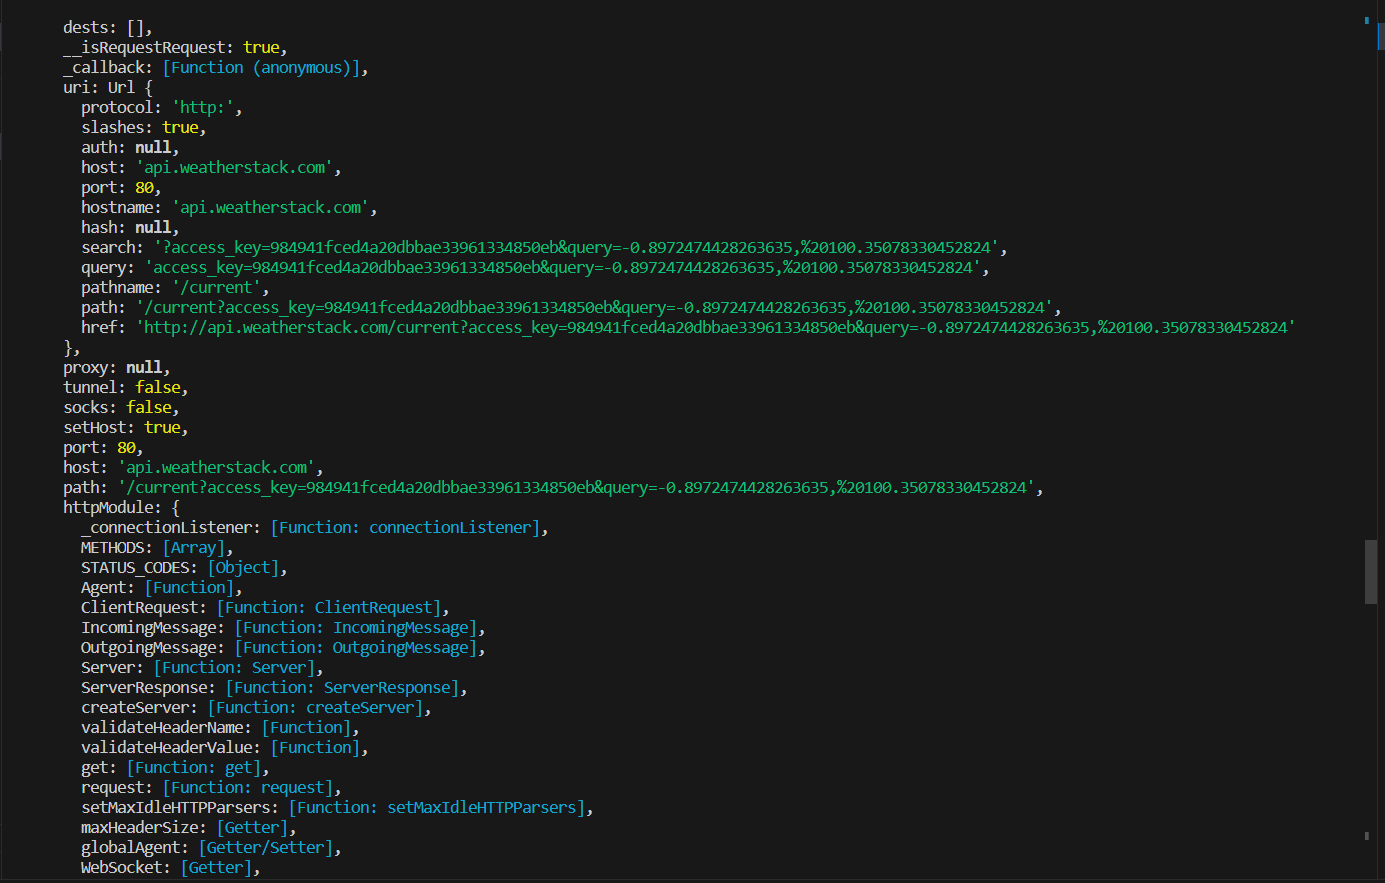 dests: [],
__isRequestRequest: true,
_callback: [Function (anonymous)],
uri: Url {
protocol: 'http:',
slashes: true,
auth: null,
host: 'api.weatherstack.com',
port: 80,
hostname: 'api.weatherstack.com',
hash: null,
search: '?access_key=984941fced4a20dbbae33961334850eb&query=-0.8972474428263635,%20100.35078330452824',
query: 'access_key=984941fced4a20dbbae33961334850eb&query=-0.8972474428263635,%20100.35078330452824',
pathname: '/current',
path: '/current?access_key=984941fced4a20dbbae33961334850eb&query=-0.8972474428263635,%20100.35078330452824',
href: 'http://api.weatherstack.com/current?access_key=984941fced4a20dbbae33961334850eb&query=-0.8972474428263635,%20100.35078330452824'
},
proxy: null,
tunnel: false,
socks: false,
setHost: true,
port: 80,
host: 'api.weatherstack.com',
path: '/current?access_key=984941fced4a20dbbae33961334850eb&query=-0.8972474428263635,%20100.35078330452824',
httpModule: {
_connectionListener: [Function: connectionListener],
METHODS: [Array],
STATUS_CODES: [Object],
Agent: [Function],
ClientRequest: [Function: ClientRequest],
IncomingMessage: [Function: IncomingMessage],
OutgoingMessage: [Function: OutgoingMessage],
Server: [Function: Server],
ServerResponse: [Function: ServerResponse],
createServer: [Function: createServer],
validateHeaderName: [Function],
validateHeaderValue: [Function],
get: [Function: get],
request: [Function: request],
setMaxIdleHTTPParsers: [Function: setMaxIdleHTTPParsers],
maxHeaderSize: [Getter],
globalAgent: [Getter/Setter],
WebSocket: [Getter],